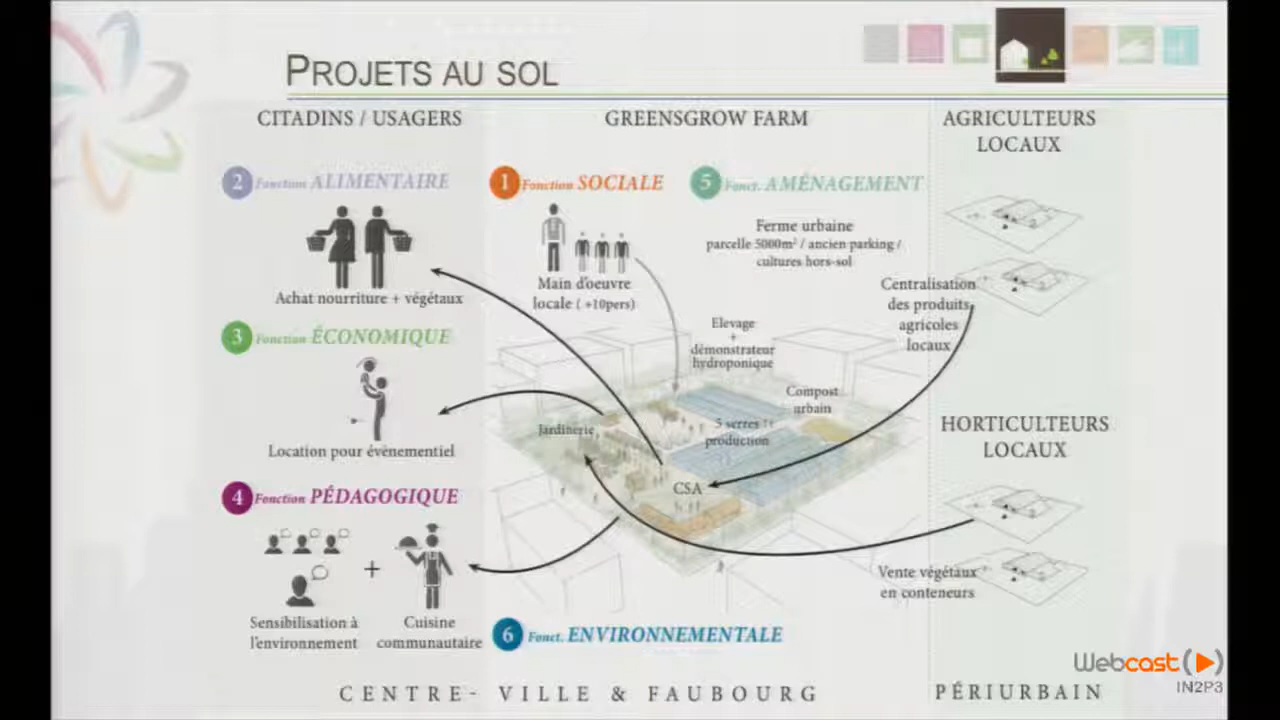 PROJETS AU SOL
CITADINS / USAGERS
GREENSGROW FARM
AGRICULTEURS
LOCAUX
2 Fonction ALIMENTAIRE
Achat nourriture + végétaux
3 Fonction ÉCONOMIQUE
Location pour évènementiel
4 Fonction PÉDAGOGIQUE
+
Sensibilisation à
l'environnement
Cuisine
communautaire
1 Fonction SOCIALE
Main d'oeuvre
locale ( +10pers)
5 Fonct. AMÉNAGEMENT
Ferme urbaine
parcelle 5000m² / ancien parking /
cultures hors-sol
Elevage
+
démonstrateur
hydroponique
Compost
urbain
Jardinerie
5 serres
production
CSA
6 Fonct. ENVIRONNEMENTALE
Centralisation
des produits
agricoles
locaux
HORTICULTEURS
LOCAUX
Vente végétaux
en conteneurs
CENTRE- VILLE & FAUBOURG
PÉRIURBAIN
Webcast
IN2P3